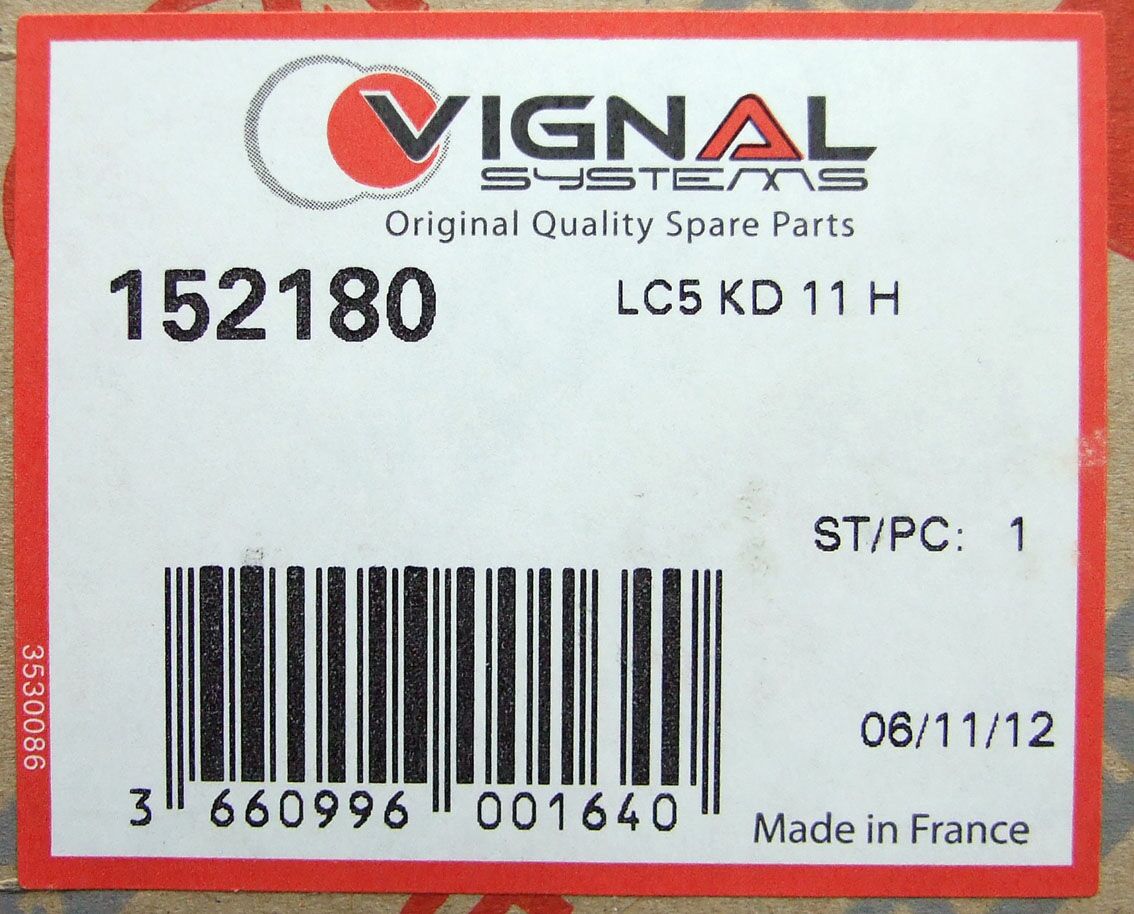 VIGNAL
SYSTEMS
Original Quality Spare Parts
152180 LC5 KD 11 H
ST/PC: 1
3530086
06/11/12
3 660996 001640
Made in France